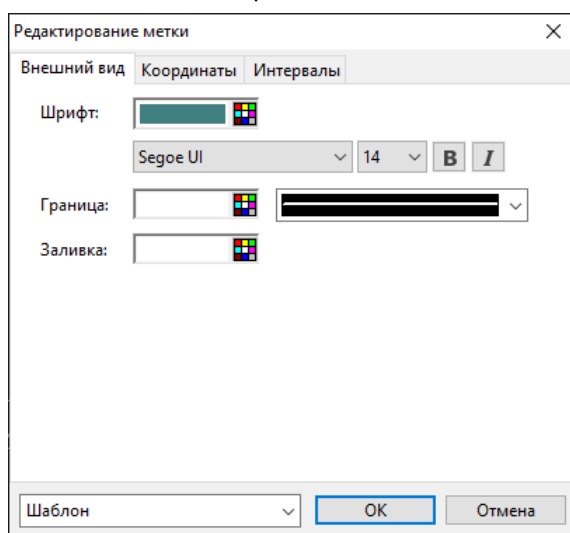 Редактирование метки
Внешний вид Координаты Интервалы
Шрифт:
Segoe UI 14 B I
Граница:
Заливка:
Шаблон OK Отмена